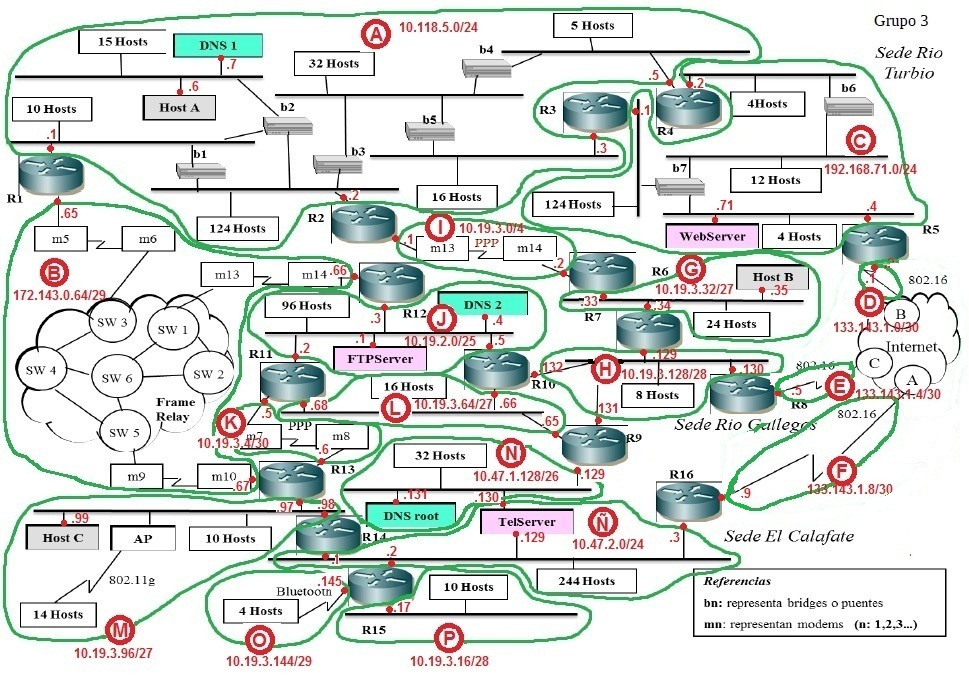 Grupo 3
Sede Rio
Turbio
A
10.118.5.0/24
15 Hosts
DNS 1
.7
.6
Host A
10 Hosts
.1
b1
b2
32 Hosts
b3
b5
b4
5 Hosts
.5
.2
R3
.1
R4
.3
4Hosts
b6
C
192.168.71.0/24
b7
12 Hosts
R1
.65
124 Hosts
.2
R2
16 Hosts
124 Hosts
.71
WebServer
4 Hosts
.4
R5
m5
m6
B
172.143.0.64/29
.1
I
10.19.3.0/4
m13
PPP
m14
.2
R6
G
10.19.3.32/27
Host B
.35
.33
.34
R7
24 Hosts
.1
802.16
D
133.143.1.0/30
B
Internet
C
A
m13
m14
.66
R12
96 Hosts
.3
J
10.19.2.0/25
DNS 2
.4
.1
.5
FTPServer
R11
.2
R10
.132
H
10.19.3.128/28
.129
.130
8 Hosts
R8
.5
802.16
E
133.143.1.4/30
802.16
SW 3
SW 1
SW 4
SW 6
SW 2
SW 5
Frame
Relay
16 Hosts
L
10.19.3.64/27
.66
.68
.5
K
10.19.3.4/30
PPP
m7
m8
.6
.65
131
R9
Sede Rio Gallegos
F
133.143.1.8/30
m9
m10
.67
R13
32 Hosts
N
10.47.1.128/26
.129
R16
.9
.97
.98
.131
DNS root
.130
TelServer
.129
Ñ
10.47.2.0/24
.3
Sede El Calafate
.99
Host C
AP
10 Hosts
R14
.1
.2
802.11g
14 Hosts
M
10.19.3.96/27
Bluetooth
.145
4 Hosts
O
10.19.3.144/29
.17
R15
10 Hosts
P
10.19.3.16/28
244 Hosts
Referencias
bn: representa bridges o puentes
mn: representan modems (n: 1,2,3...)